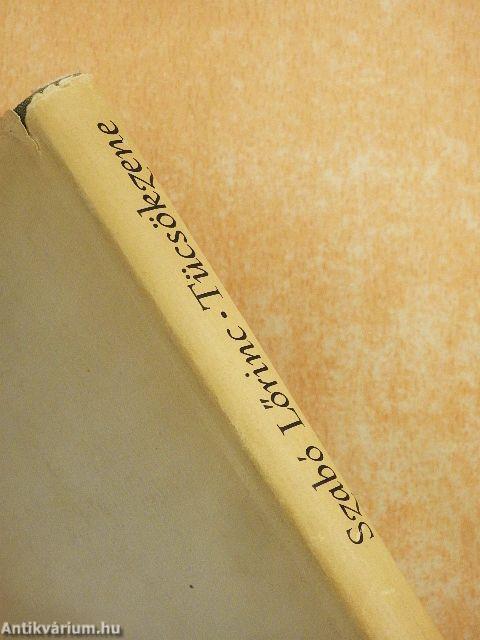 Szabó Lőrinc • Tücsökzene
Antikvárium.hu